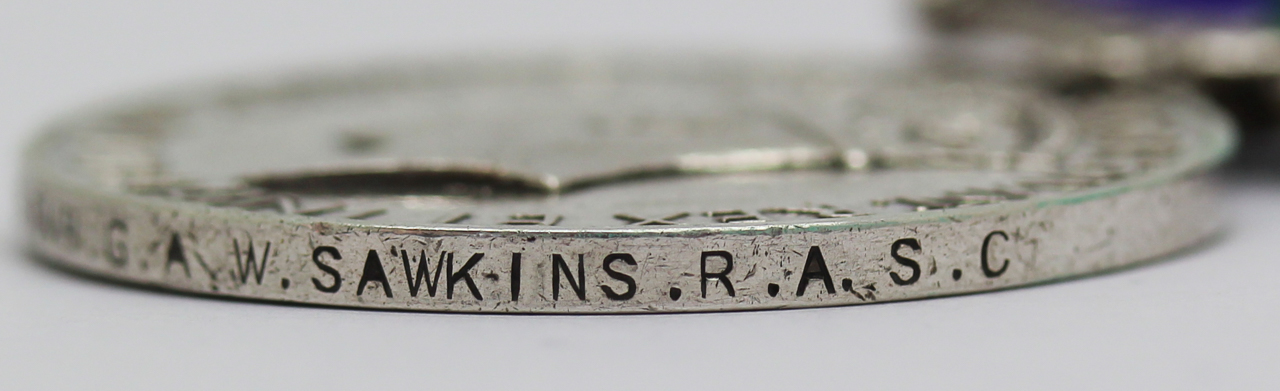 G. A. W. SAWKINS . R . A. S . C